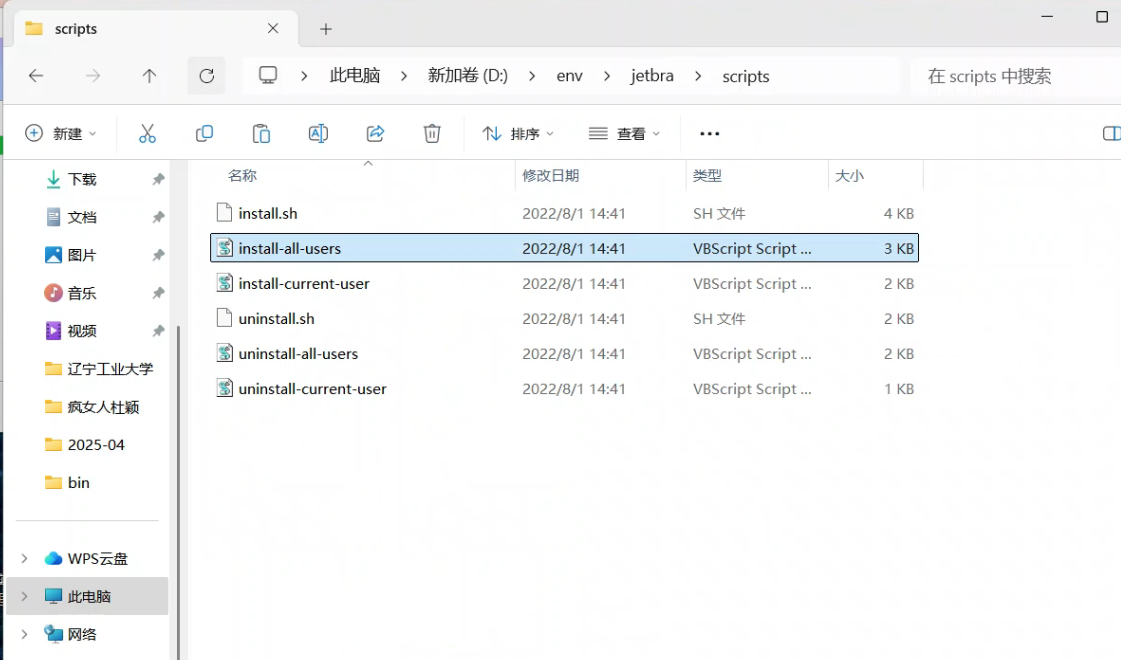 scripts
此电脑 新加卷 (D:) env jetbra scripts 在 scripts 中搜索
新建 排序 查看
名称 修改日期 类型 大小
install.sh 2022/8/1 14:41 SH 文件 4 KB
install-all-users 2022/8/1 14:41 VBScript Script ... 3 KB
install-current-user 2022/8/1 14:41 VBScript Script ... 2 KB
uninstall.sh 2022/8/1 14:41 SH 文件 2 KB
uninstall-all-users 2022/8/1 14:41 VBScript Script ... 2 KB
uninstall-current-user 2022/8/1 14:41 VBScript Script ... 1 KB
下载
文档
图片
音乐
视频
辽宁工业大学
疯女人杜颖
2025-04
bin
WPS云盘
此电脑
网络